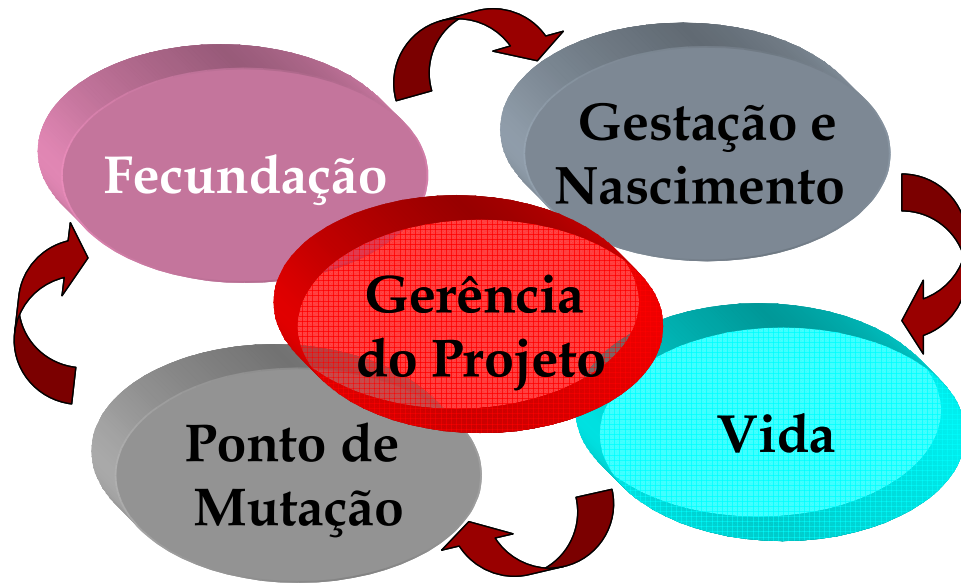 Fecundação
Gestação e
Nascimento
Gerência
do Projeto
Vida
Ponto de
Mutação